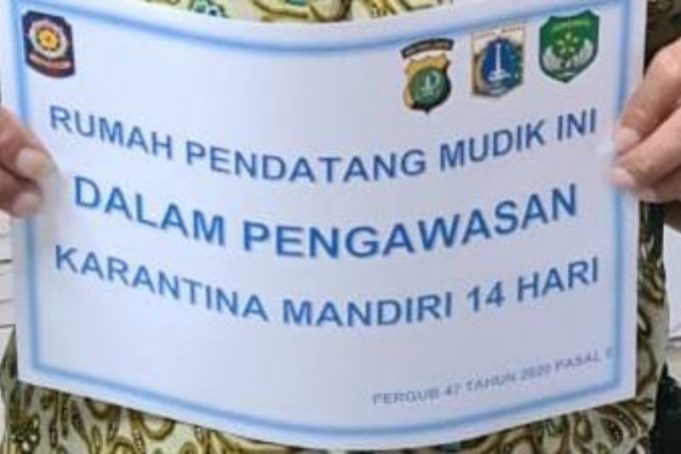 RUMAH PENDATANG MUDIK INI
DALAM PENGAWASAN
KARANTINA MANDIRI 14 HARI
PERGUB 47 TAHUN 2020 PASAL